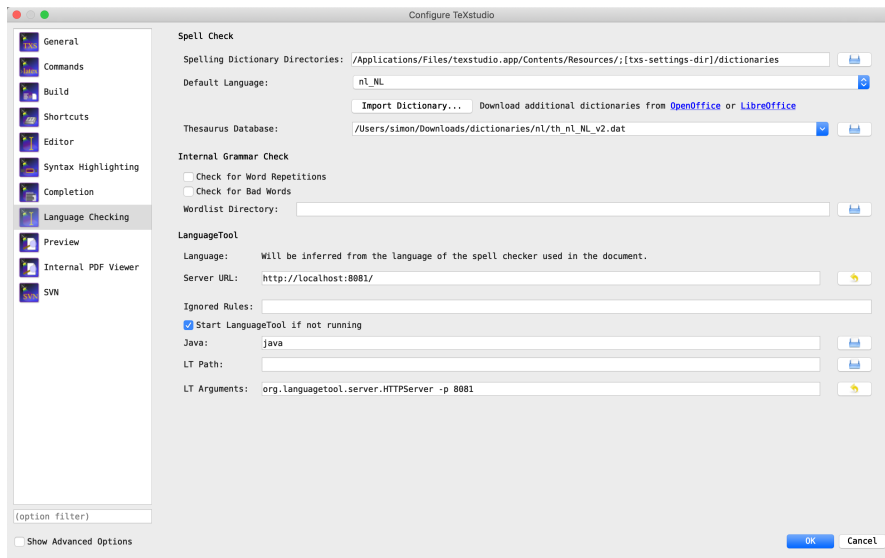 Configure TeXstudio
General
Commands
Build
Shortcuts
Editor
Syntax Highlighting
Completion
Language Checking
Preview
Internal PDF Viewer
SVN
(option filter)
Show Advanced Options
Spell Check
Spelling Dictionary Directories: /Applications/Files/texstudio.app/Contents/Resources/;[txs-settings-dir]/dictionaries
Default Language: nl_NL
Import Dictionary... Download additional dictionaries from OpenOffice or LibreOffice
Thesaurus Database: /Users/simon/Downloads/dictionaries/nl/th_nl_NL_v2.dat
Internal Grammar Check
Check for Word Repetitions
Check for Bad Words
Wordlist Directory:
LanguageTool
Language: Will be inferred from the language of the spell checker used in the document.
Server URL: http://localhost:8081/
Ignored Rules:
Start LanguageTool if not running
Java: java
LT Path:
LT Arguments: org.languagetool.server.HTTPServer -p 8081
OK Cancel